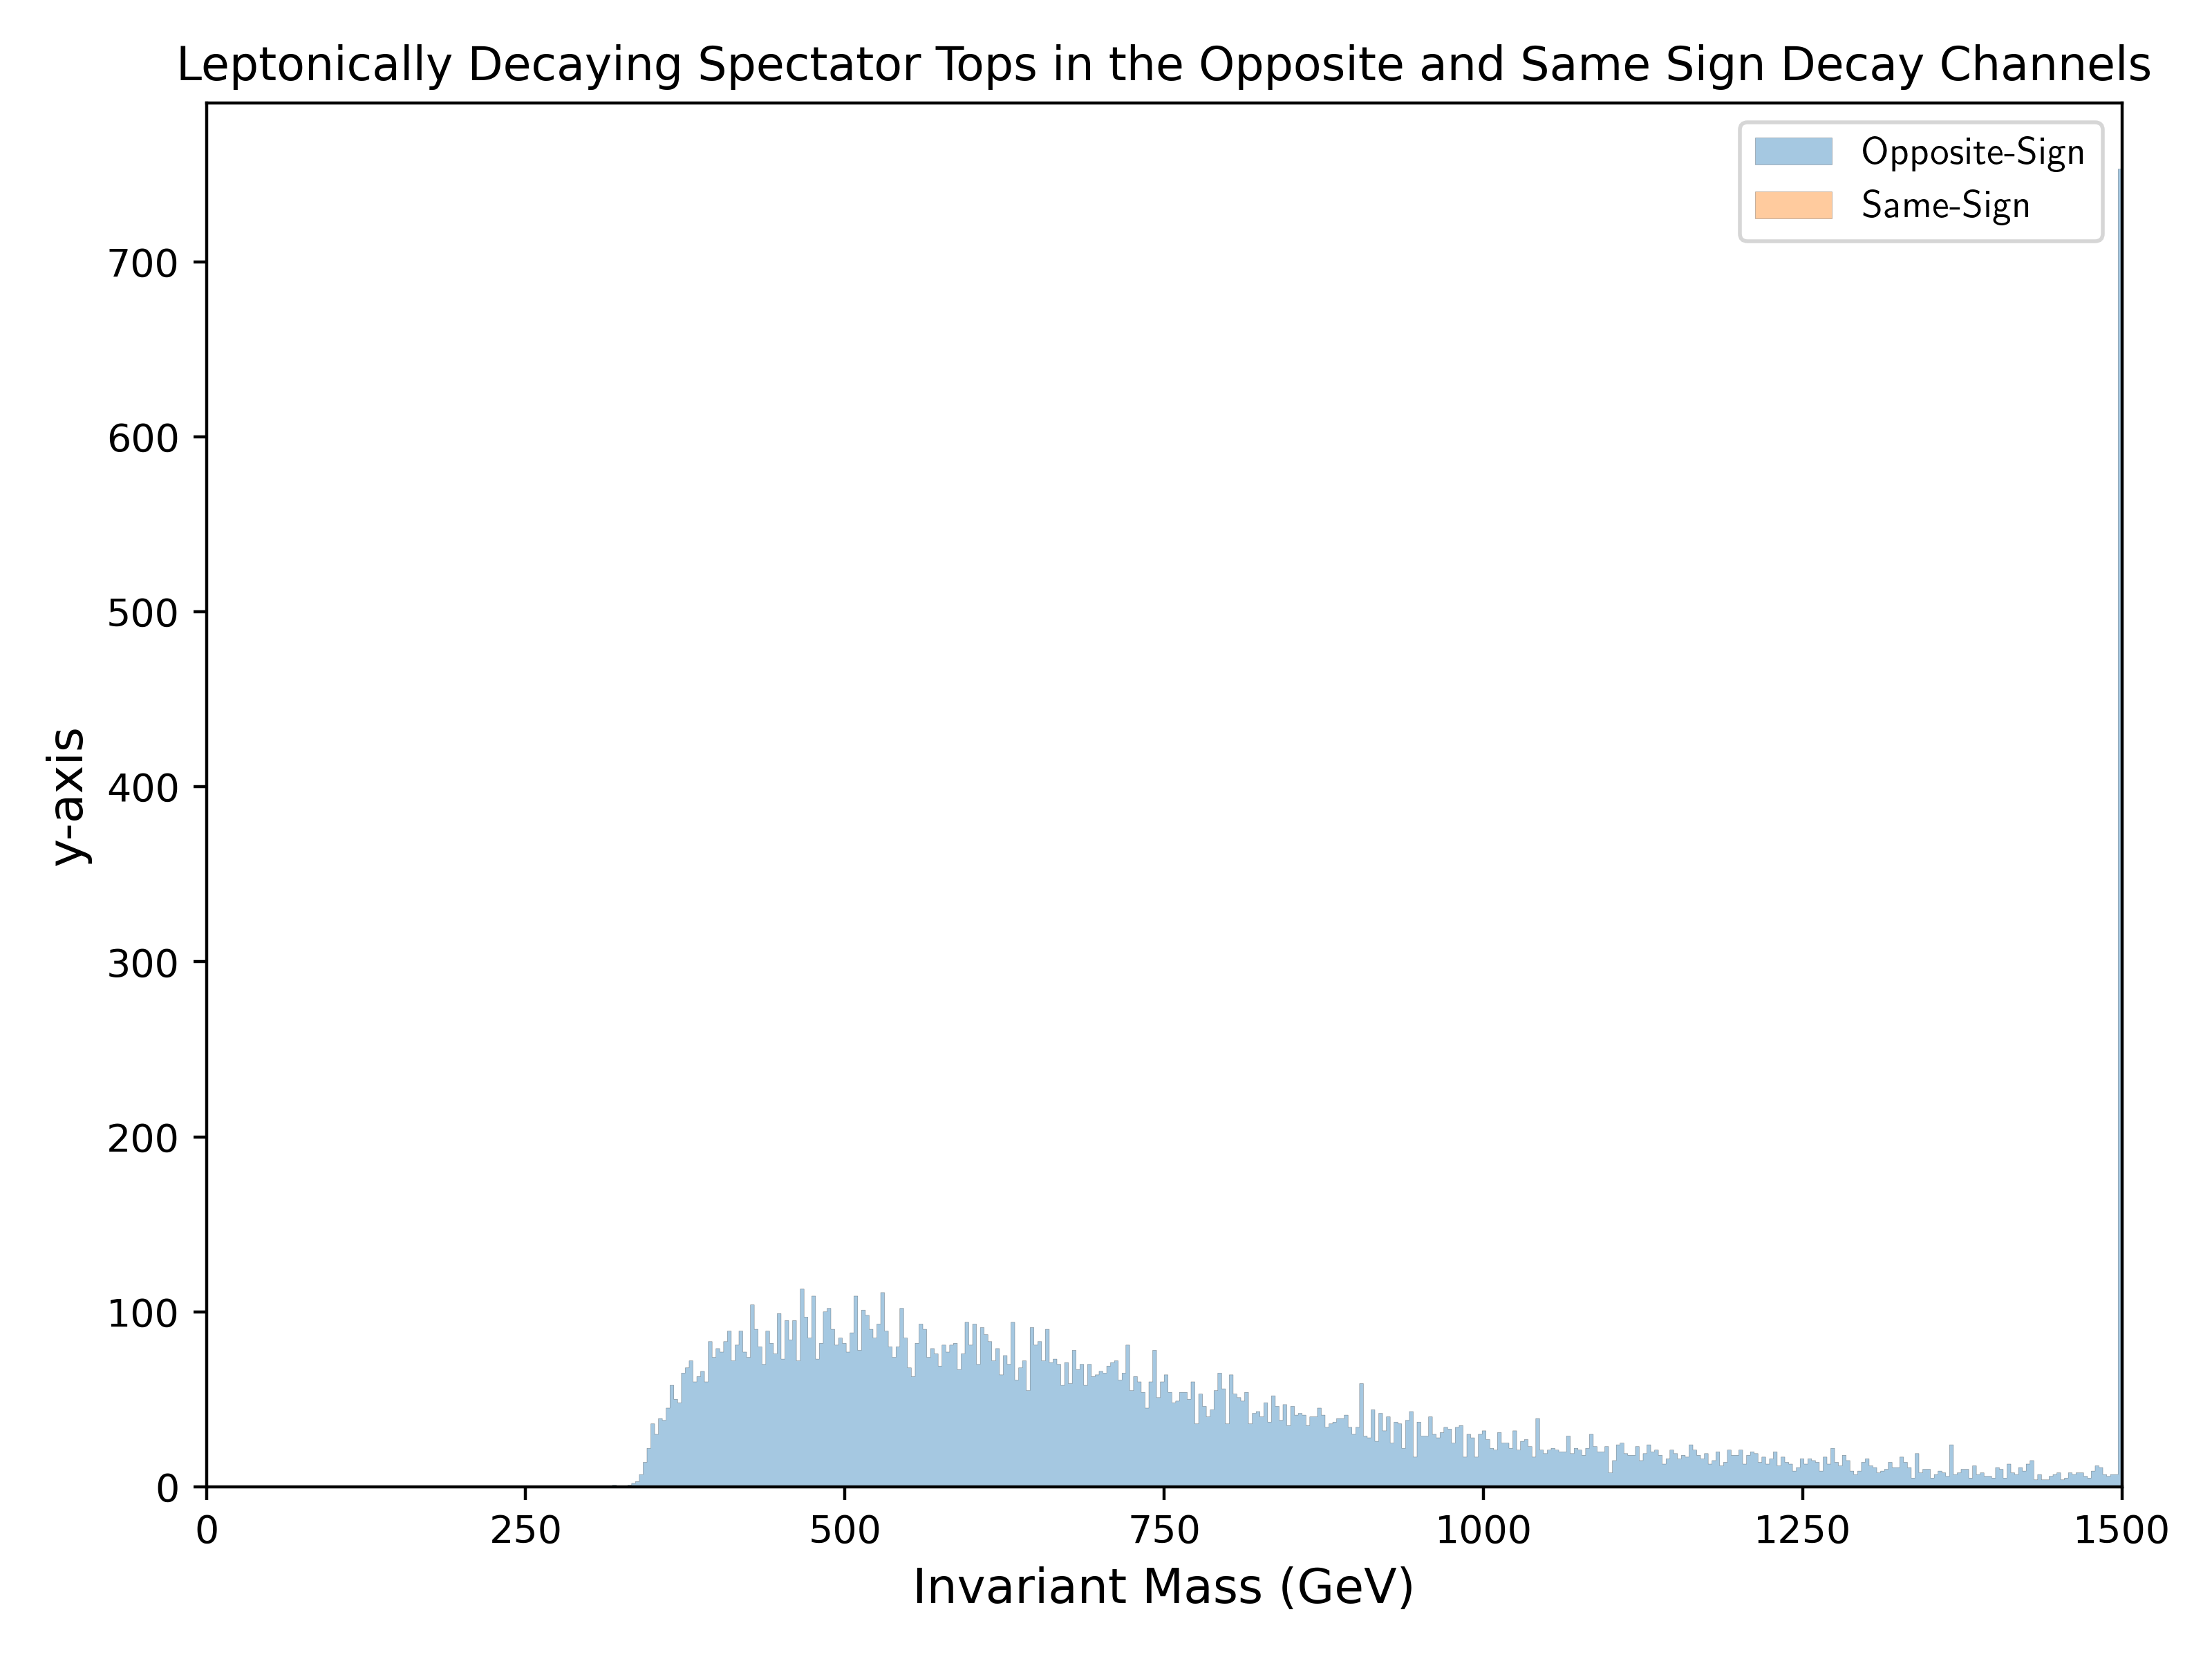 Leptonically Decaying Spectator Tops in the Opposite and Same Sign Decay Channels
Opposite-Sign
Same-Sign
y-axis
700
600
500
400
300
200
100
0
0 250 500 750 1000 1250 1500
Invariant Mass (GeV)